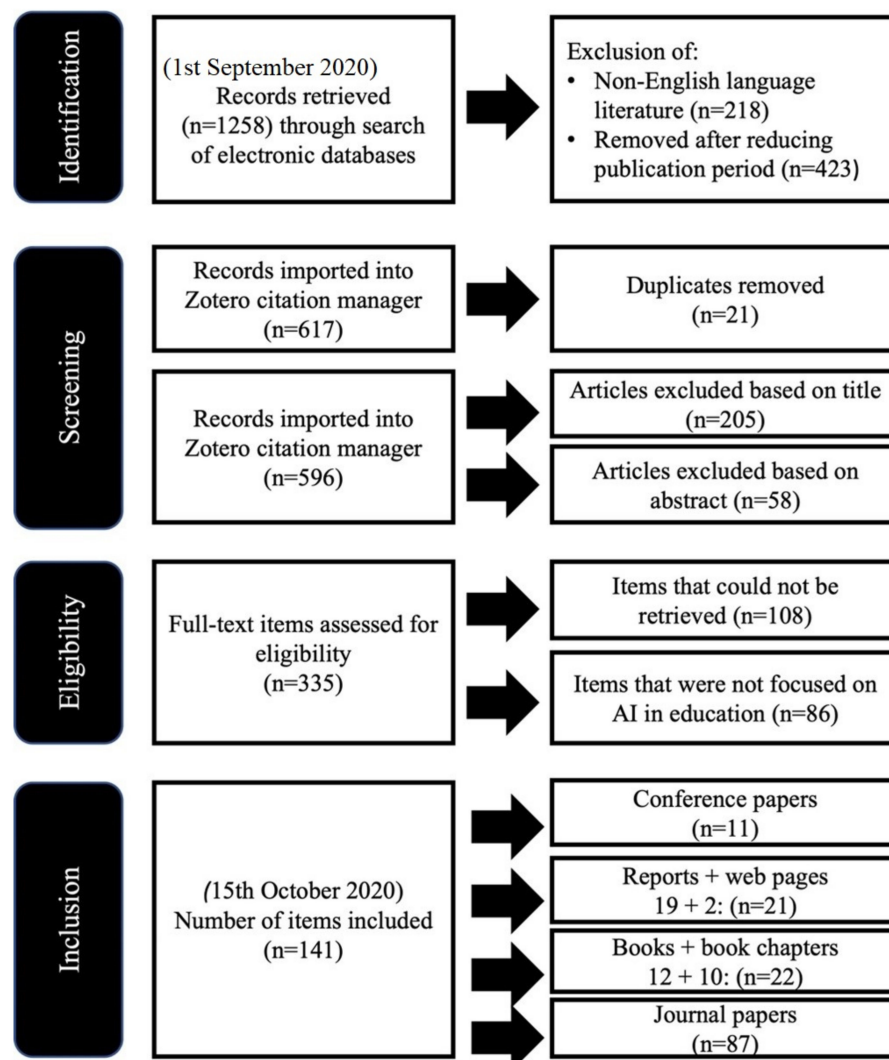 Identification
(1st September 2020)
Records retrieved
(n=1258) through search
of electronic databases
Exclusion of:
• Non-English language
literature (n=218)
• Removed after reducing
publication period (n=423)
Screening
Records imported into
Zotero citation manager
(n=617)
Duplicates removed
(n=21)
Records imported into
Zotero citation manager
(n=596)
Articles excluded based on title
(n=205)
Articles excluded based on
abstract (n=58)
Eligibility
Full-text items assessed for
eligibility
(n=335)
Items that could not be
retrieved (n=108)
Items that were not focused on
AI in education (n=86)
Inclusion
(15th October 2020)
Number of items included
(n=141)
Conference papers
(n=11)
Reports + web pages
19 + 2: (n=21)
Books + book chapters
12 + 10: (n=22)
Journal papers
(n=87)